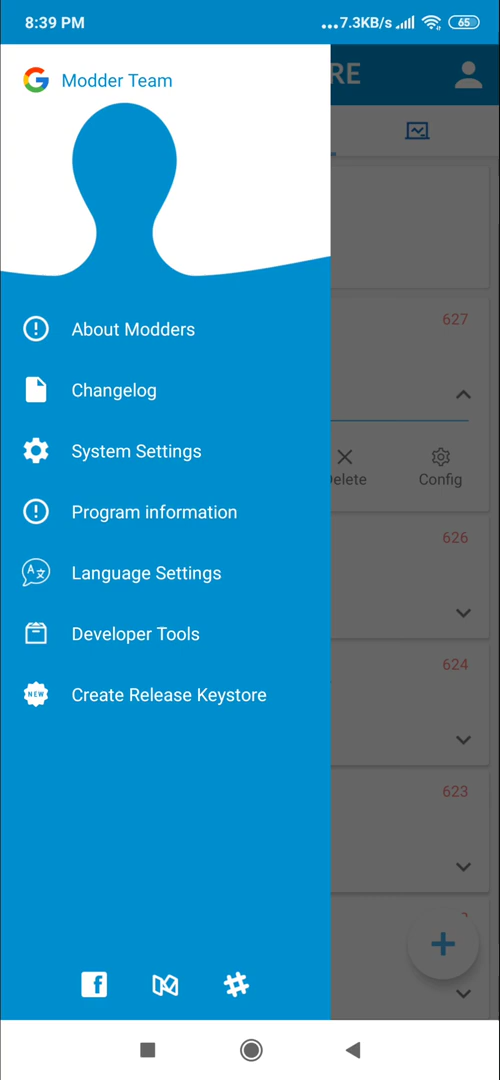 8:39 PM
...7.3KB/s
65
Modder Team
RE
627
About Modders
Changelog
System Settings
Delete
Config
Program information
626
Language Settings
Developer Tools
624
NEW
Create Release Keystore
623